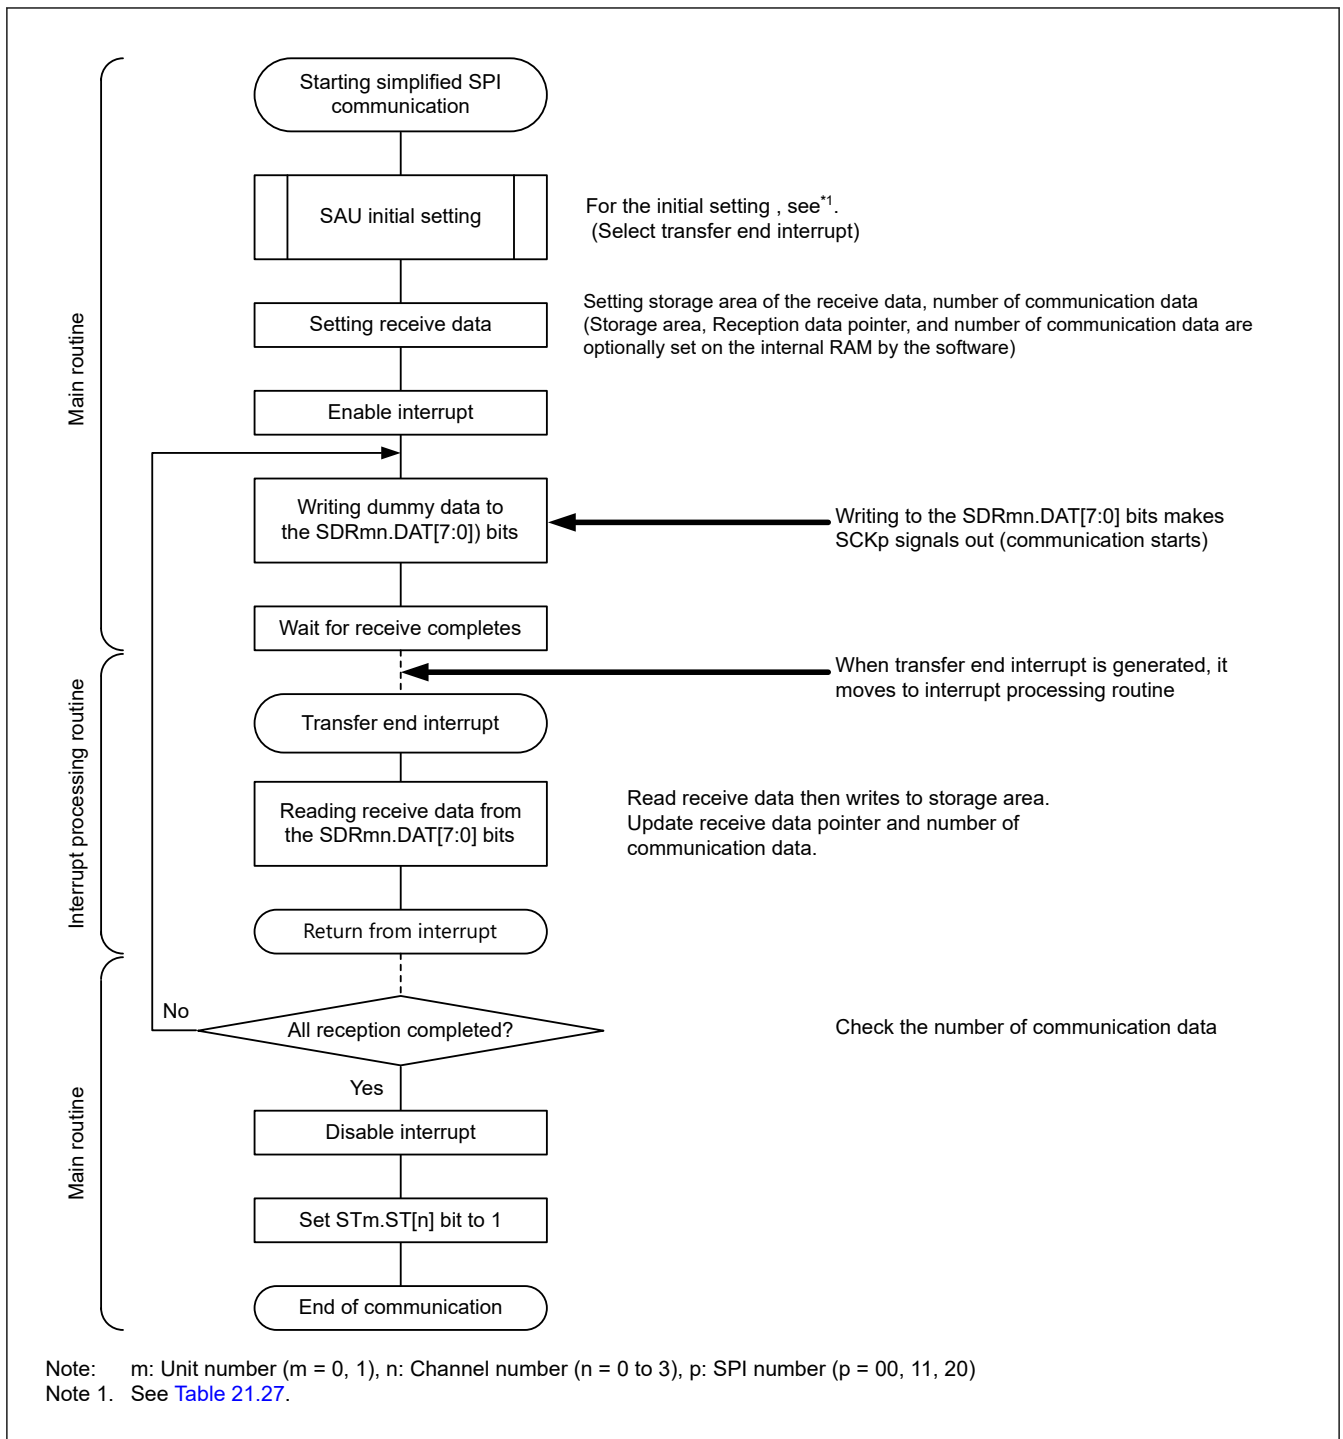 Starting simplified SPI
communication
SAU initial setting
For the initial setting , see*1.
(Select transfer end interrupt)
Setting receive data
Setting storage area of the receive data, number of communication data
(Storage area, Reception data pointer, and number of communication data are
optionally set on the internal RAM by the software)
Main routine
Enable interrupt
Writing dummy data to
the SDRmn.DAT[7:0]) bits
Writing to the SDRmn.DAT[7:0] bits makes
SCKp signals out (communication starts)
Wait for receive completes
When transfer end interrupt is generated, it
moves to interrupt processing routine
Transfer end interrupt
Interrupt processing routine
Reading receive data from
the SDRmn.DAT[7:0] bits
Read receive data then writes to storage area.
Update receive data pointer and number of
communication data.
Return from interrupt
No
All reception completed?
Check the number of communication data
Yes
Main routine
Disable interrupt
Set STm.ST[n] bit to 1
End of communication
Note: m: Unit number (m = 0, 1), n: Channel number (n = 0 to 3), p: SPI number (p = 00, 11, 20)
Note 1. See Table 21.27.